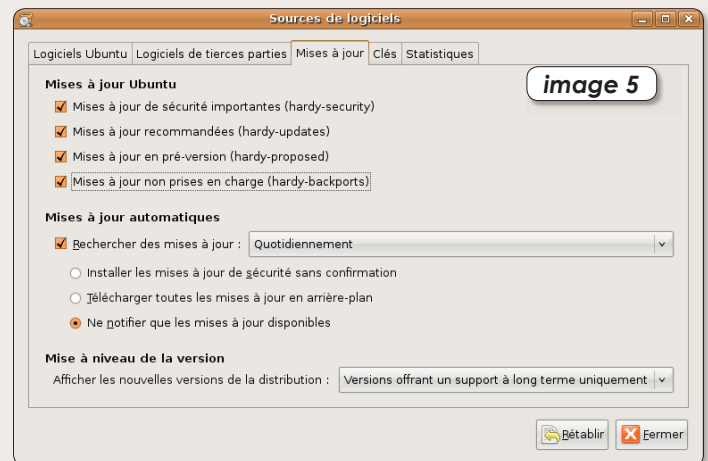 Sources de logiciels
Logiciels Ubuntu Logiciels de tierces parties Mises à jour Clés Statistiques
image 5
Mises à jour Ubuntu
Mises à jour de sécurité importantes (hardy-security)
Mises à jour recommandées (hardy-updates)
Mises à jour en pré-version (hardy-proposed)
Mises à jour non prises en charge (hardy-backports)
Mises à jour automatiques
Rechercher des mises à jour : Quotidiennement
Installer les mises à jour de sécurité sans confirmation
Télécharger toutes les mises à jour en arrière-plan
Ne notifier que les mises à jour disponibles
Mise à niveau de la version
Afficher les nouvelles versions de la distribution : Versions offrant un support à long terme uniquement
Rétablir Fermer